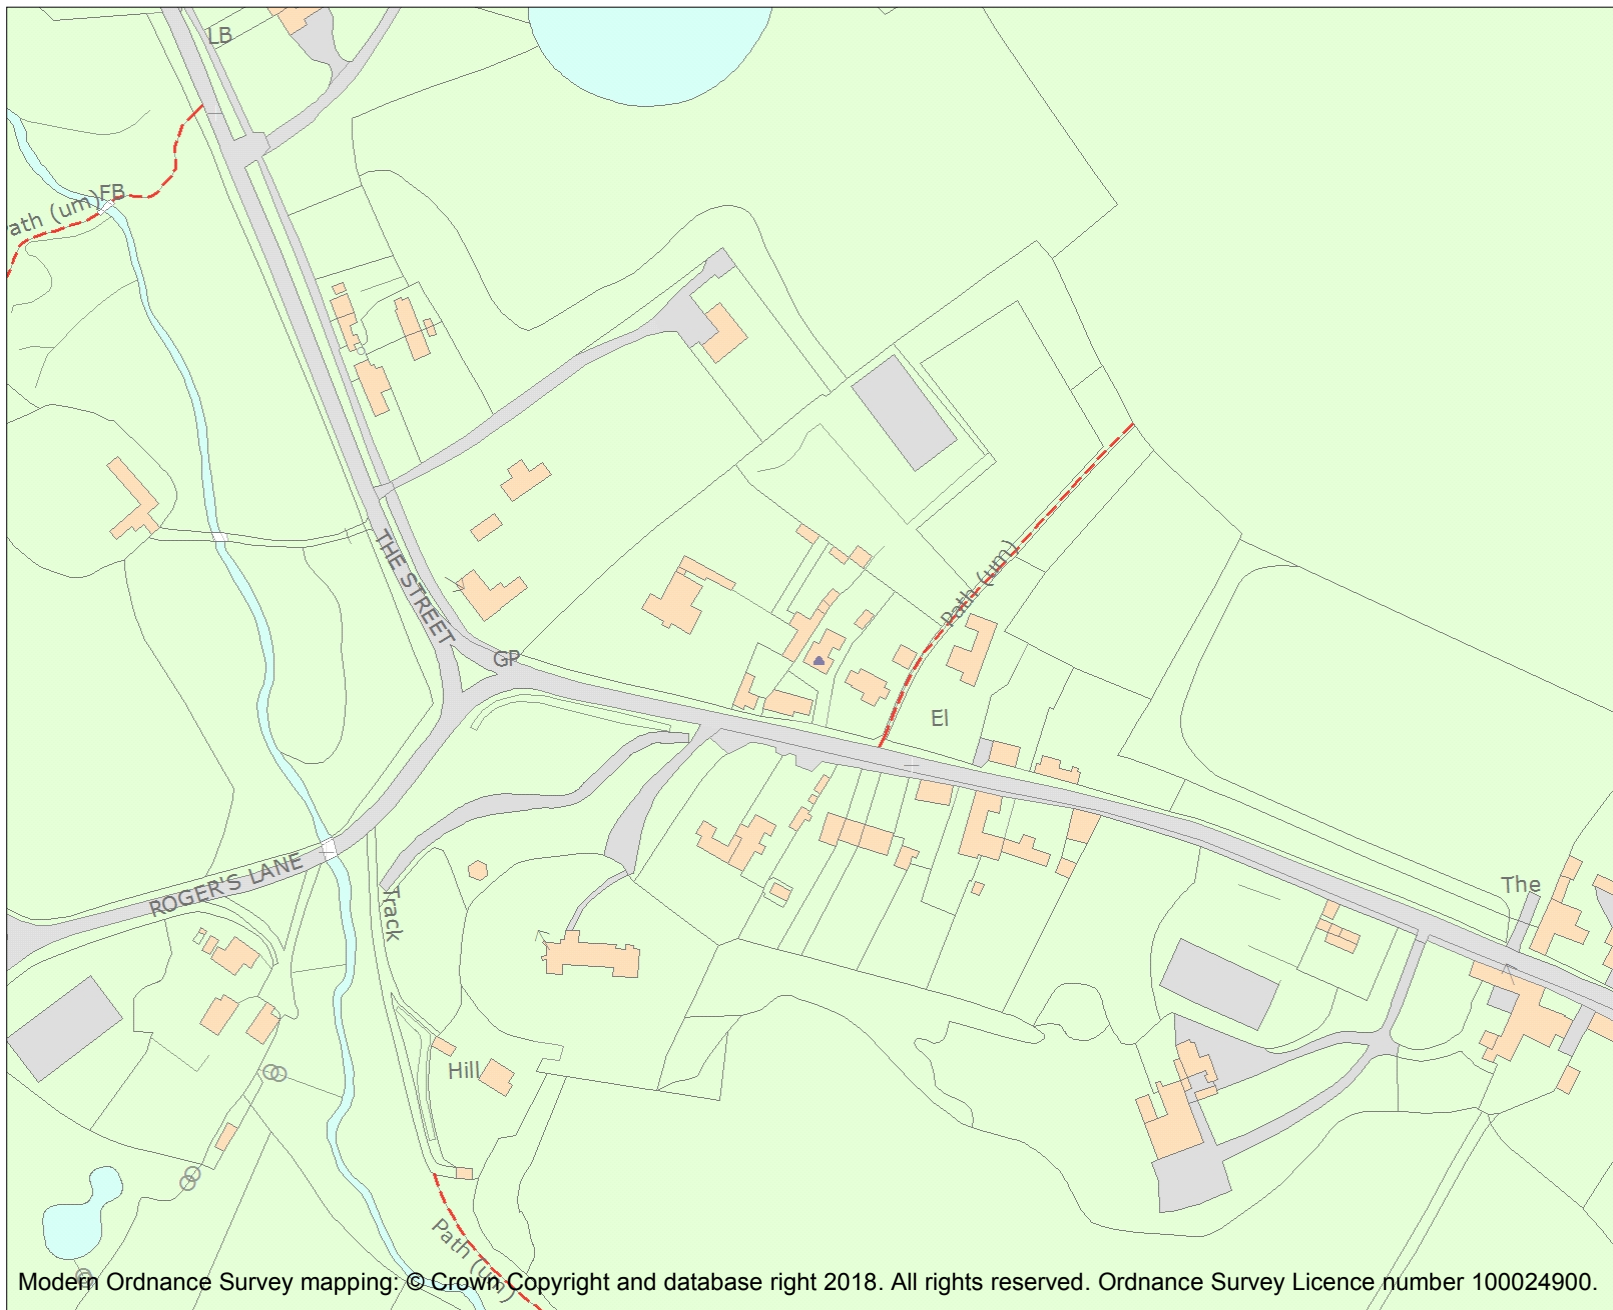 LB
FB
ath (um)
THE STREET
GP
Path (um)
El
ROGER'S LANE
Track
The
Hill
Path (um)
Modern Ordnance Survey mapping: © Crown Copyright and database right 2018. All rights reserved. Ordnance Survey Licence number 100024900.